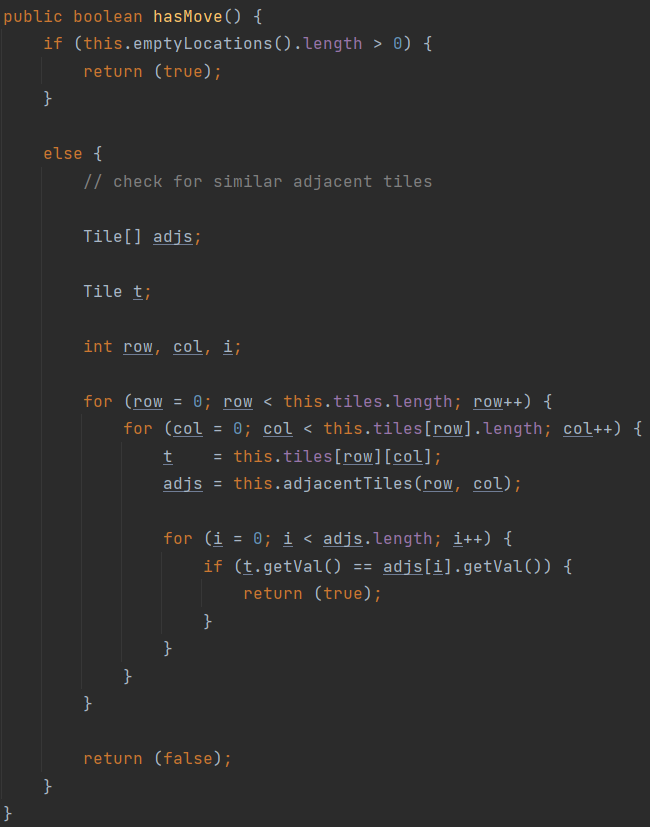 public boolean hasMove() {
    if (this.emptyLocations().length > 0) {
        return (true);
    }

    else {
        // check for similar adjacent tiles

        Tile[] adjs;

        Tile t;

        int row, col, i;

        for (row = 0; row < this.tiles.length; row++) {
            for (col = 0; col < this.tiles[row].length; col++) {
                t    = this.tiles[row][col];
                adjs = this.adjacentTiles(row, col);

                for (i = 0; i < adjs.length; i++) {
                    if (t.getVal() == adjs[i].getVal()) {
                        return (true);
                    }
                }
            }
        }

        return (false);
    }
}